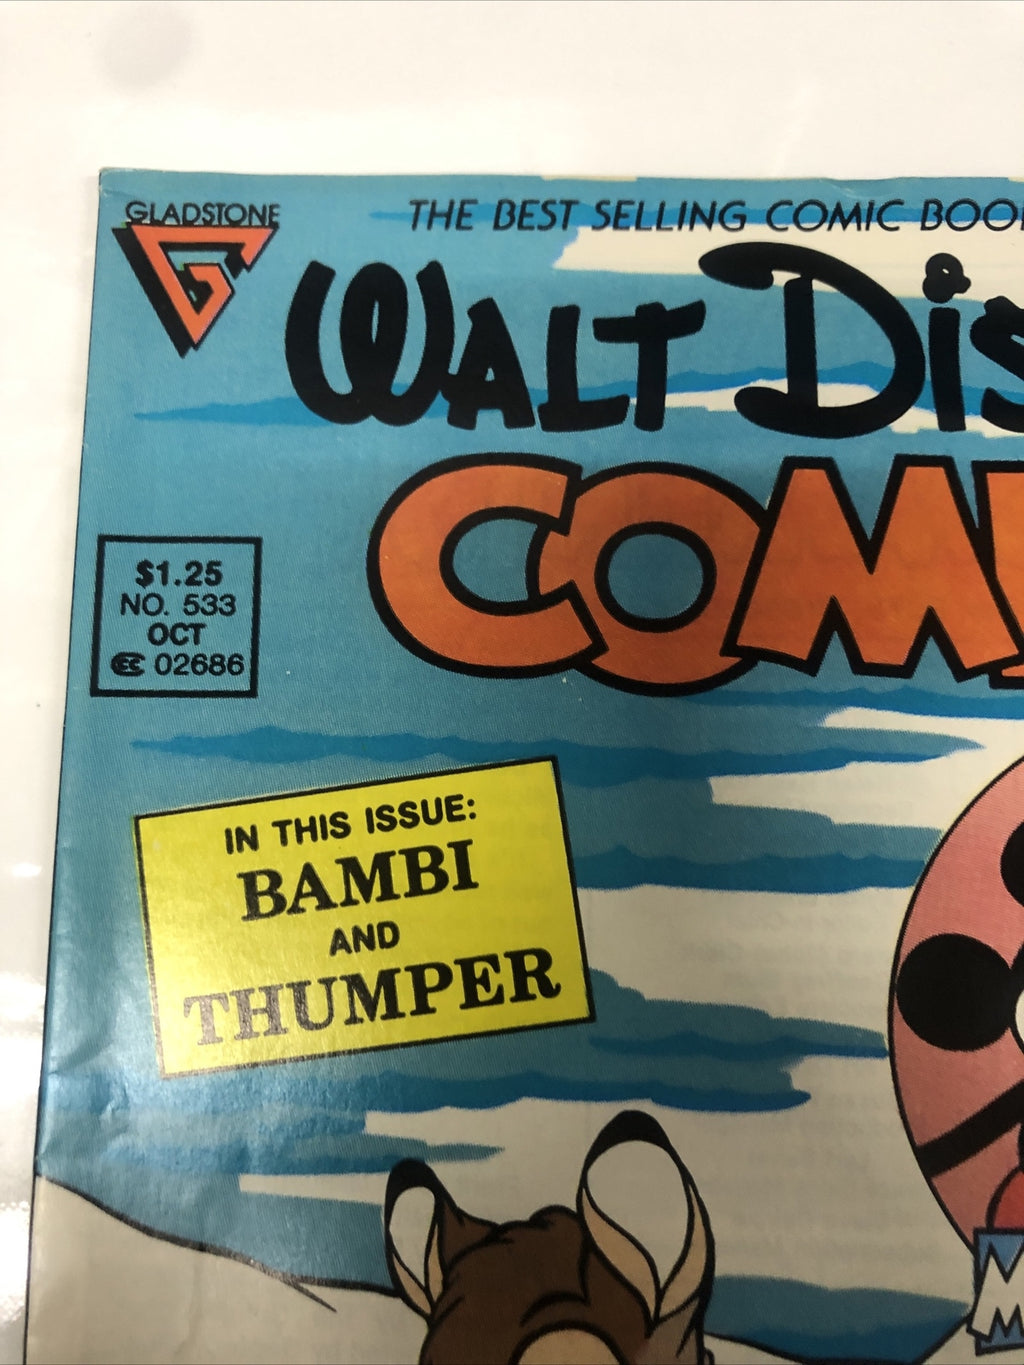 GLADSTONE
THE BEST SELLING COMIC BOO
WALT DIS
COM
$1.25
NO. 533
OCT
CC 02686
IN THIS ISSUE:
BAMBI
AND
THUMPER